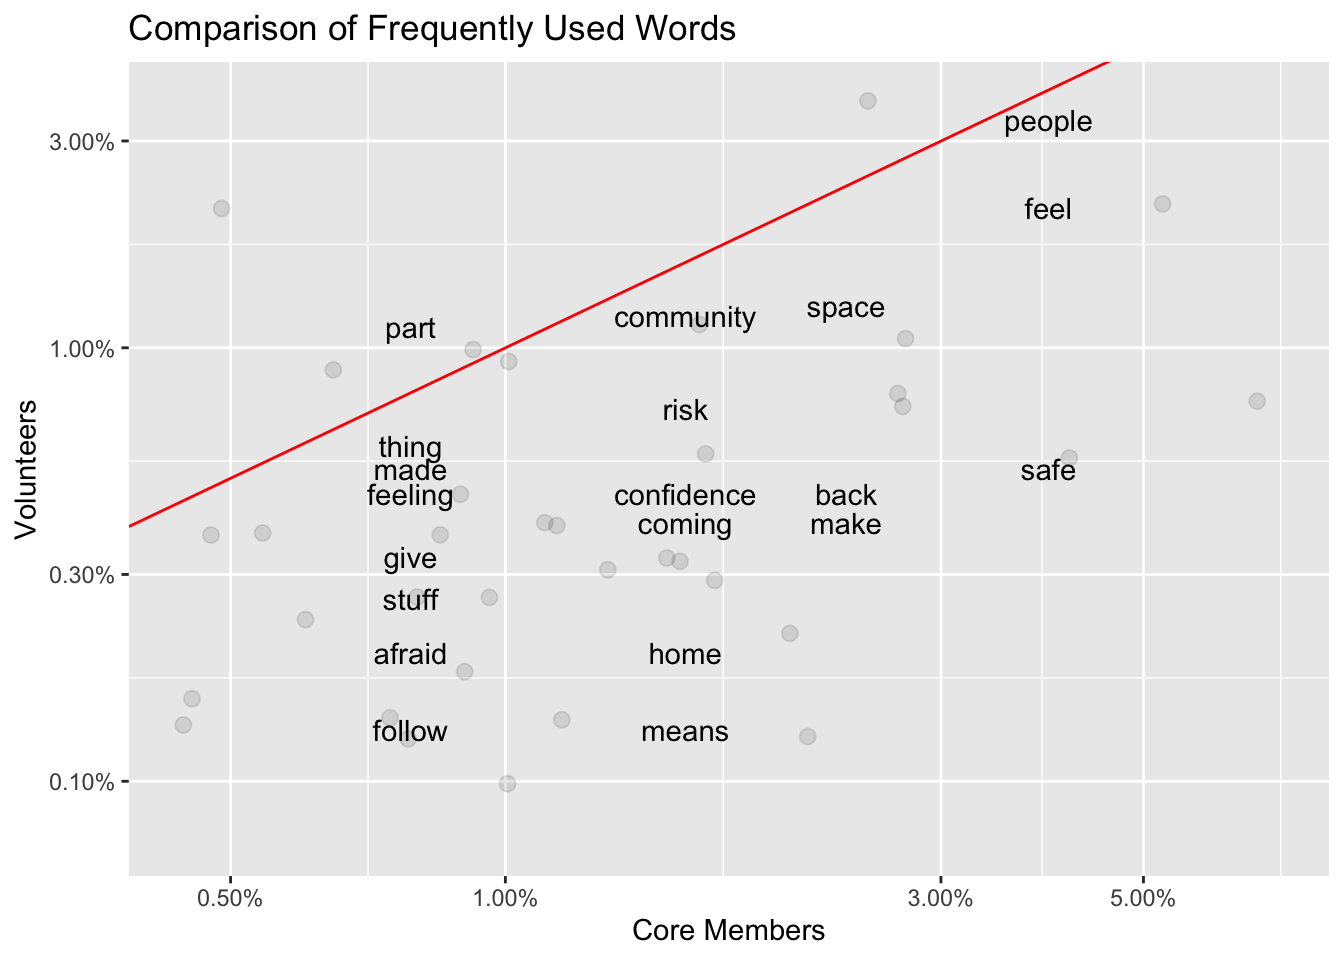 Comparison of Frequently Used Words
3.00%
1.00%
0.30%
0.10%
Volunteers
people
feel
space
community
part
risk
thing
made
safe
feeling
confidence
back
coming
make
give
stuff
afraid
home
follow
means
0.50%
1.00%
3.00%
5.00%
Core Members